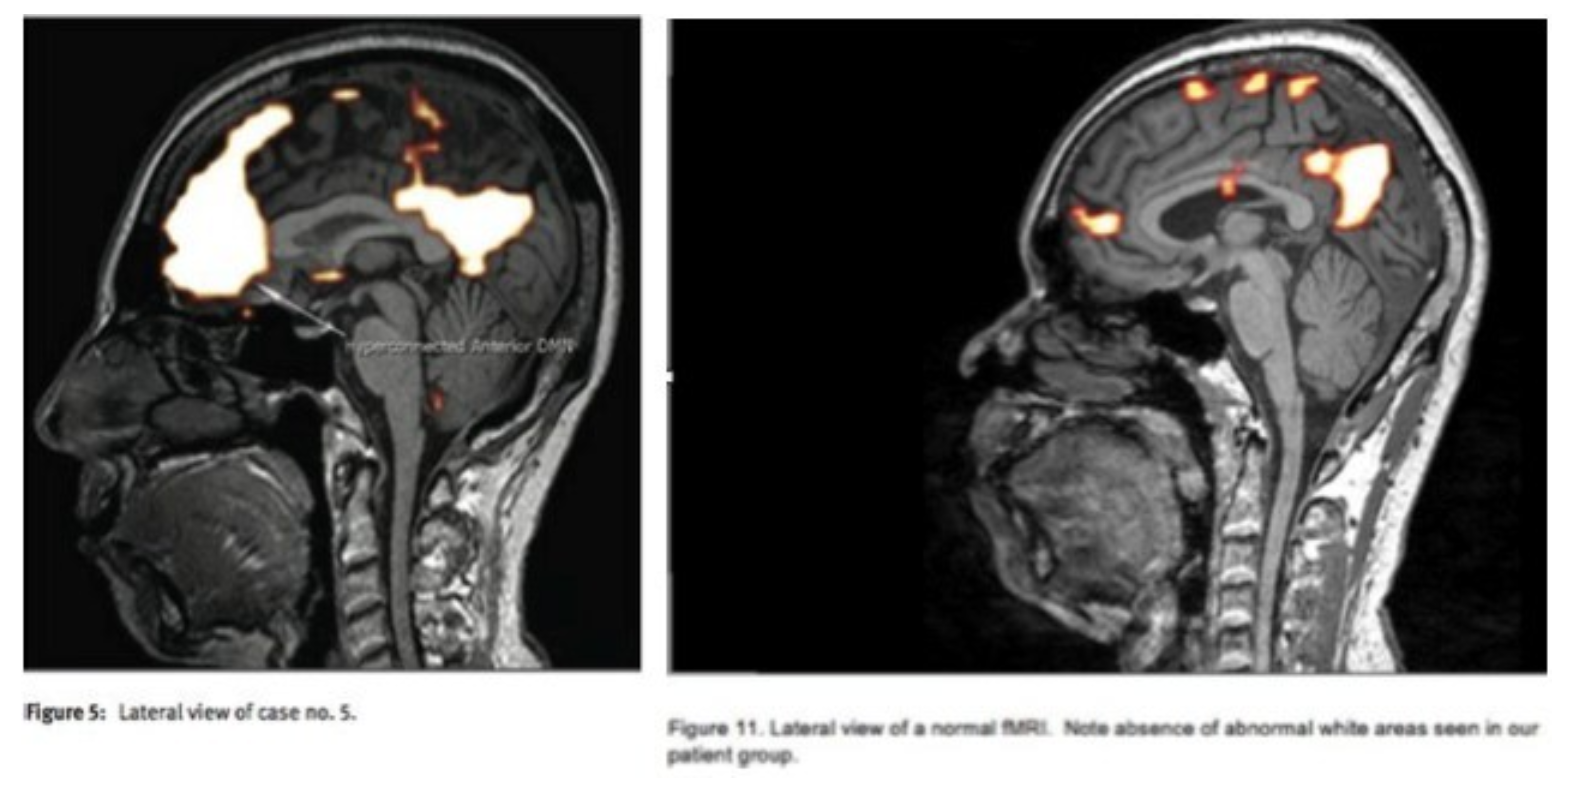 Hyperconnected Anterior DMN
Figure 5: Lateral view of case no. 5.
Figure 11. Lateral view of a normal fMRI. Note absence of abnormal white areas seen in our
patient group.